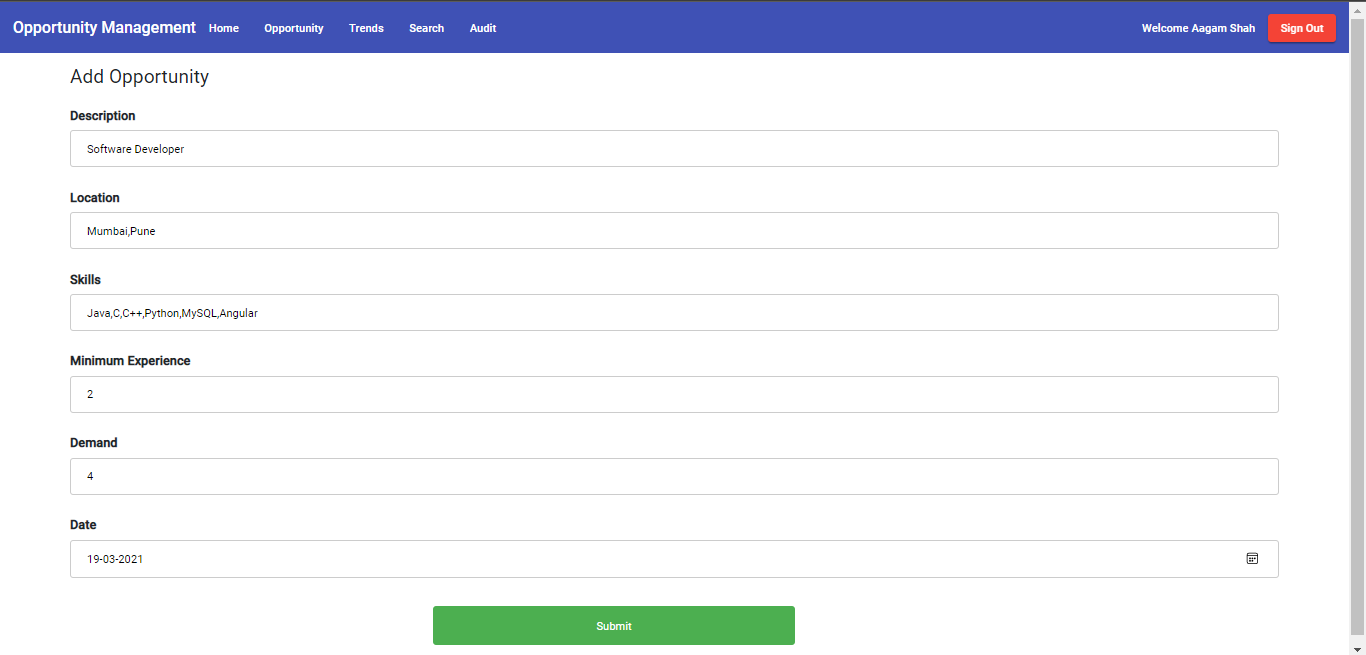 Opportunity Management Home Opportunity Trends Search Audit Welcome Aagam Shah Sign Out
Add Opportunity
Description
Software Developer
Location
Mumbai,Pune
Skills
Java,C,C++,Python,MySQL,Angular
Minimum Experience
2
Demand
4
Date
19-03-2021
Submit